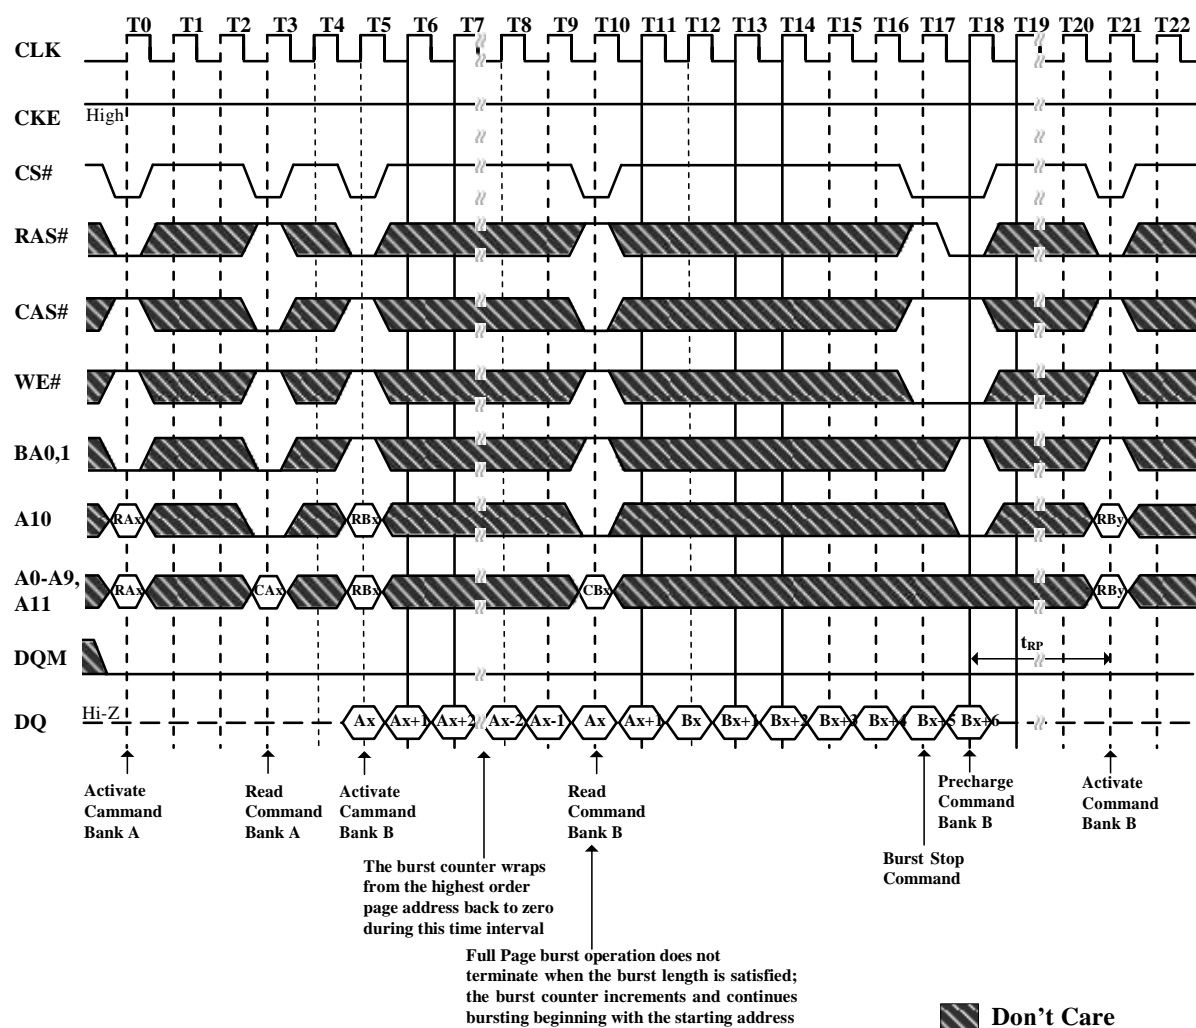 T0 T1 T2 T3 T4 T5 T6 T7 T8 T9 T10 T11 T12 T13 T14 T15 T16 T17 T18 T19 T20 T21 T22
CLK
CKE High
CS#
RAS#
CAS#
WE#
BA0,1
A10 RAx RBx RBy
A0-A9,
A11 RAx CAx RBx CBx RBy
DQM tRP
DQ Hi-Z Ax Ax+1 Ax+2 Ax-2 Ax-1 Ax Ax+1 Bx Bx+1 Bx+2 Bx+3 Bx+4 Bx+5 Bx+6
Activate
Cammand
Bank A
Read
Command
Bank A
Activate
Cammand
Bank B
Read
Command
Bank B
Precharge
Command
Bank B
Activate
Command
Bank B
Burst Stop
Command
The burst counter wraps
from the highest order
page address back to zero
during this time interval
Full Page burst operation does not
terminate when the burst length is satisfied;
the burst counter increments and continues
bursting beginning with the starting address
Don't Care